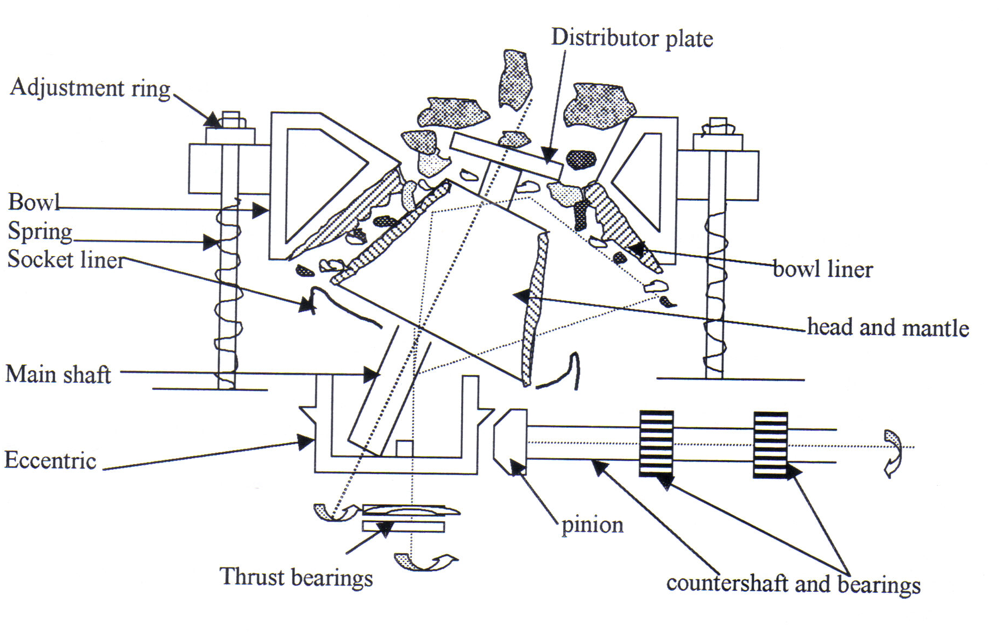 Distributor plate
Adjustment ring
Bowl
Spring
Socket liner
bowl liner
head and mantle
Main shaft
Eccentric
pinion
Thrust bearings
countershaft and bearings